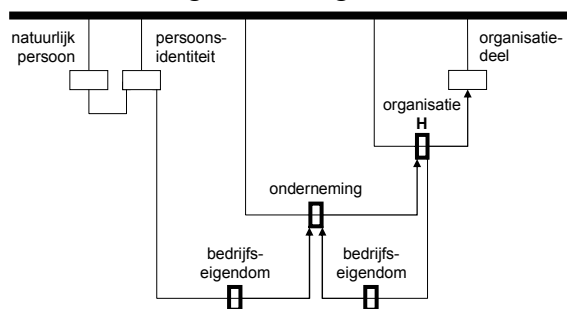 natuurlijk
persoon
persoons-
identiteit
organisatie-
deel
organisatie
H
onderneming
bedrijfs-
eigendom
bedrijfs-
eigendom